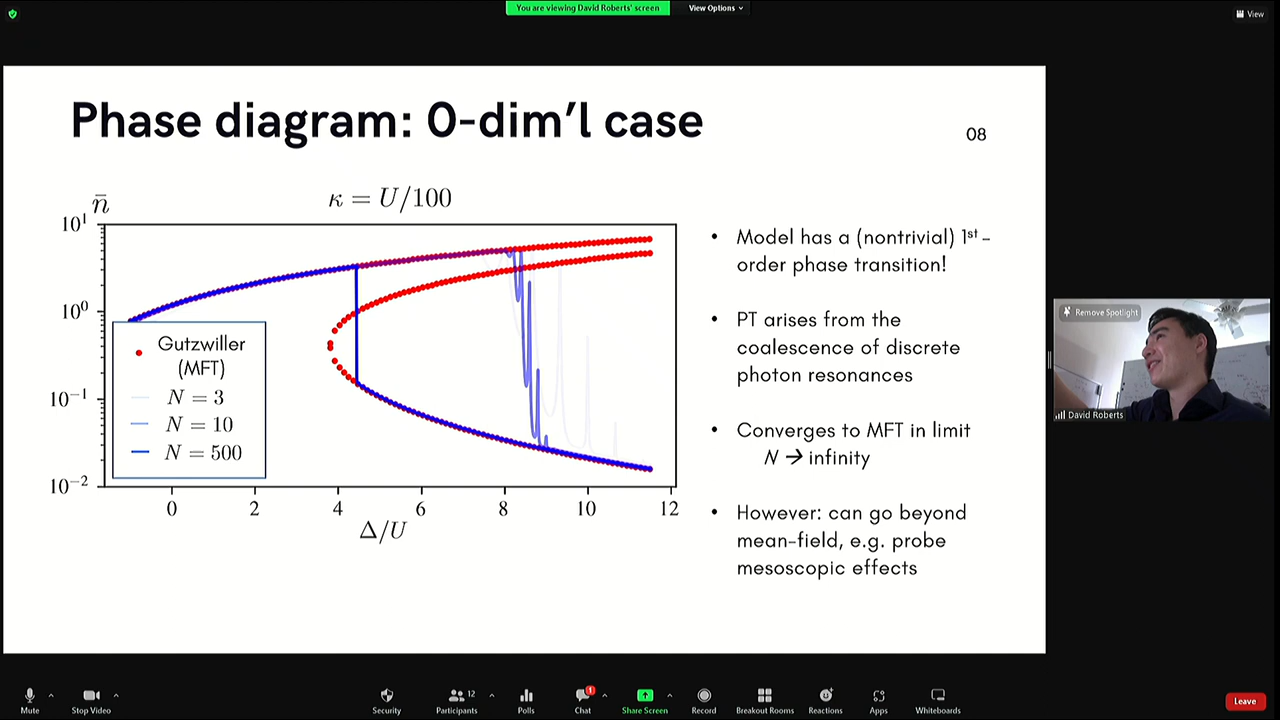 You are viewing David Roberts' screen
View Options
View
Phase diagram: 0-dim'l case
08
κ = U/100
n̄
10¹
10⁰
10⁻¹
10⁻²
Gutzwiller
(MFT)
N = 3
N = 10
N = 500
0 2 4 6 8 10 12
Δ/U
• Model has a (nontrivial) 1st –
order phase transition!
• PT arises from the
coalescence of discrete
photon resonances
• Converges to MFT in limit
N → infinity
• However: can go beyond
mean-field, e.g. probe
mesoscopic effects
Remove Spotlight
David Roberts
Mute
Stop Video
Security
Participants
12
Polls
Chat
1
Share Screen
Record
Breakout Rooms
Reactions
Apps
Whiteboards
Leave